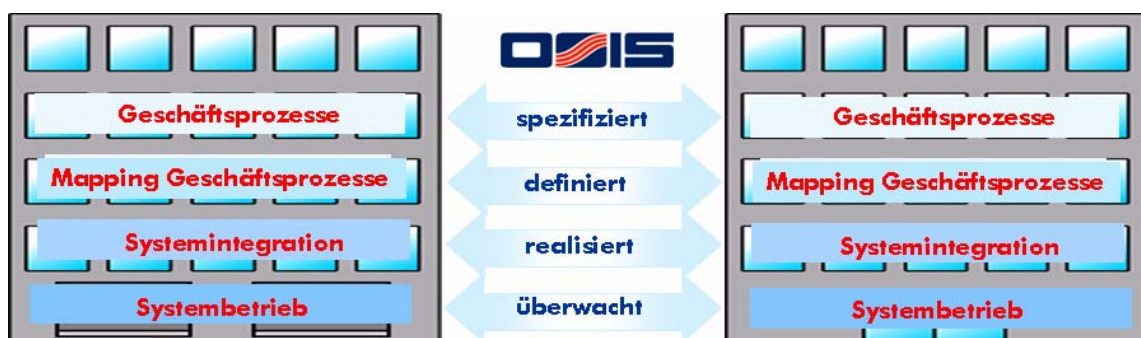 OSIS
Geschäftsprozesse
spezifiziert
Geschäftsprozesse
Mapping Geschäftsprozesse
definiert
Mapping Geschäftsprozesse
Systemintegration
realisiert
Systemintegration
Systembetrieb
überwacht
Systembetrieb